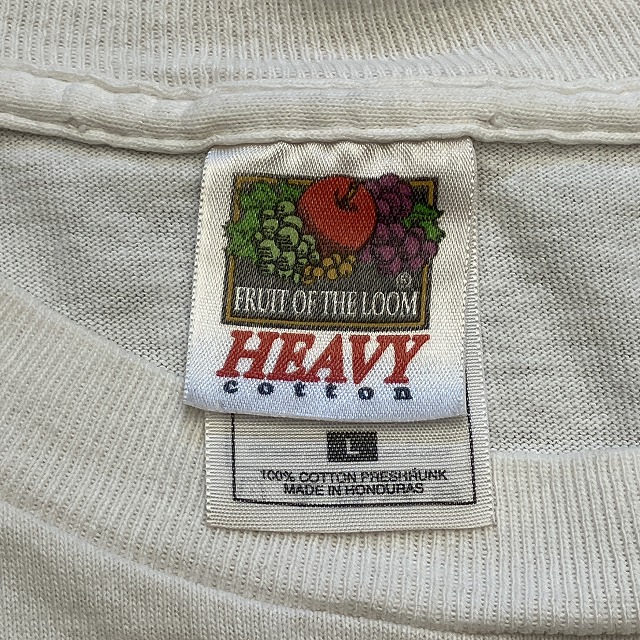 ®
FRUIT OF THE LOOM
HEAVY
cotton
L
100% COTTON PRESHRUNK
MADE IN HONDURAS